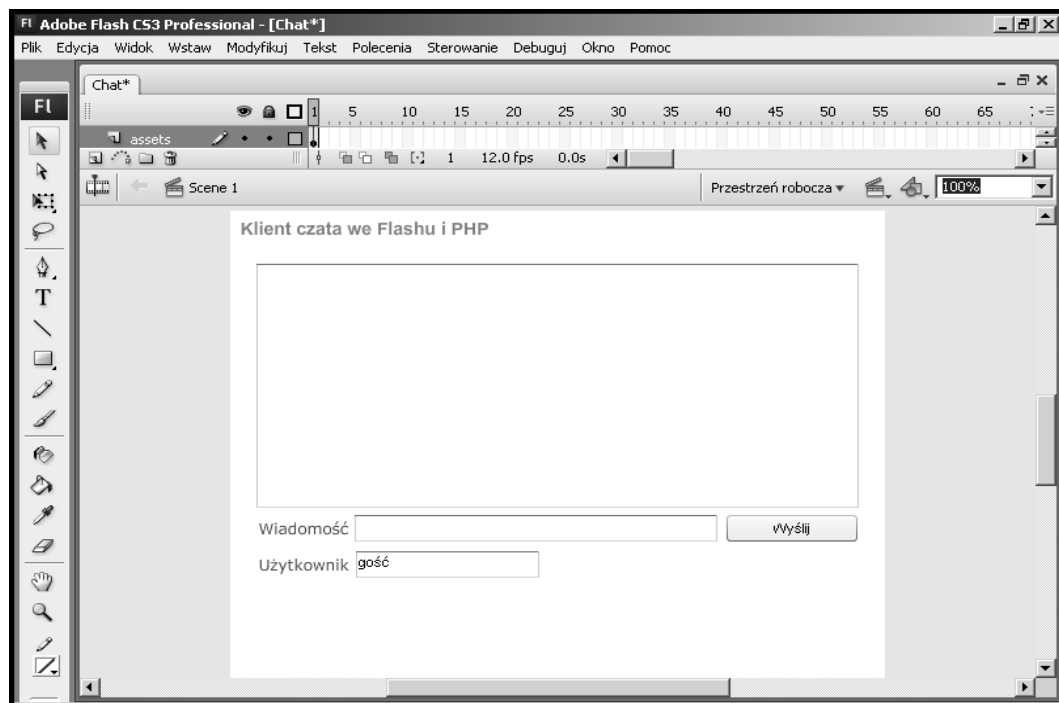 Fl Adobe Flash CS3 Professional - [Chat*]
Plik Edycja Widok Wstaw Modyfikuj Tekst Polecenia Sterowanie Debuguj Okno Pomoc
Chat*
Fl
1 5 10 15 20 25 30 35 40 45 50 55 60 65
assets
1 12.0 fps 0.0s
Scene 1 Przestrzeń robocza 100%
T
Klient czata we Flashu i PHP
Wiadomość Wyślij
Użytkownik gość